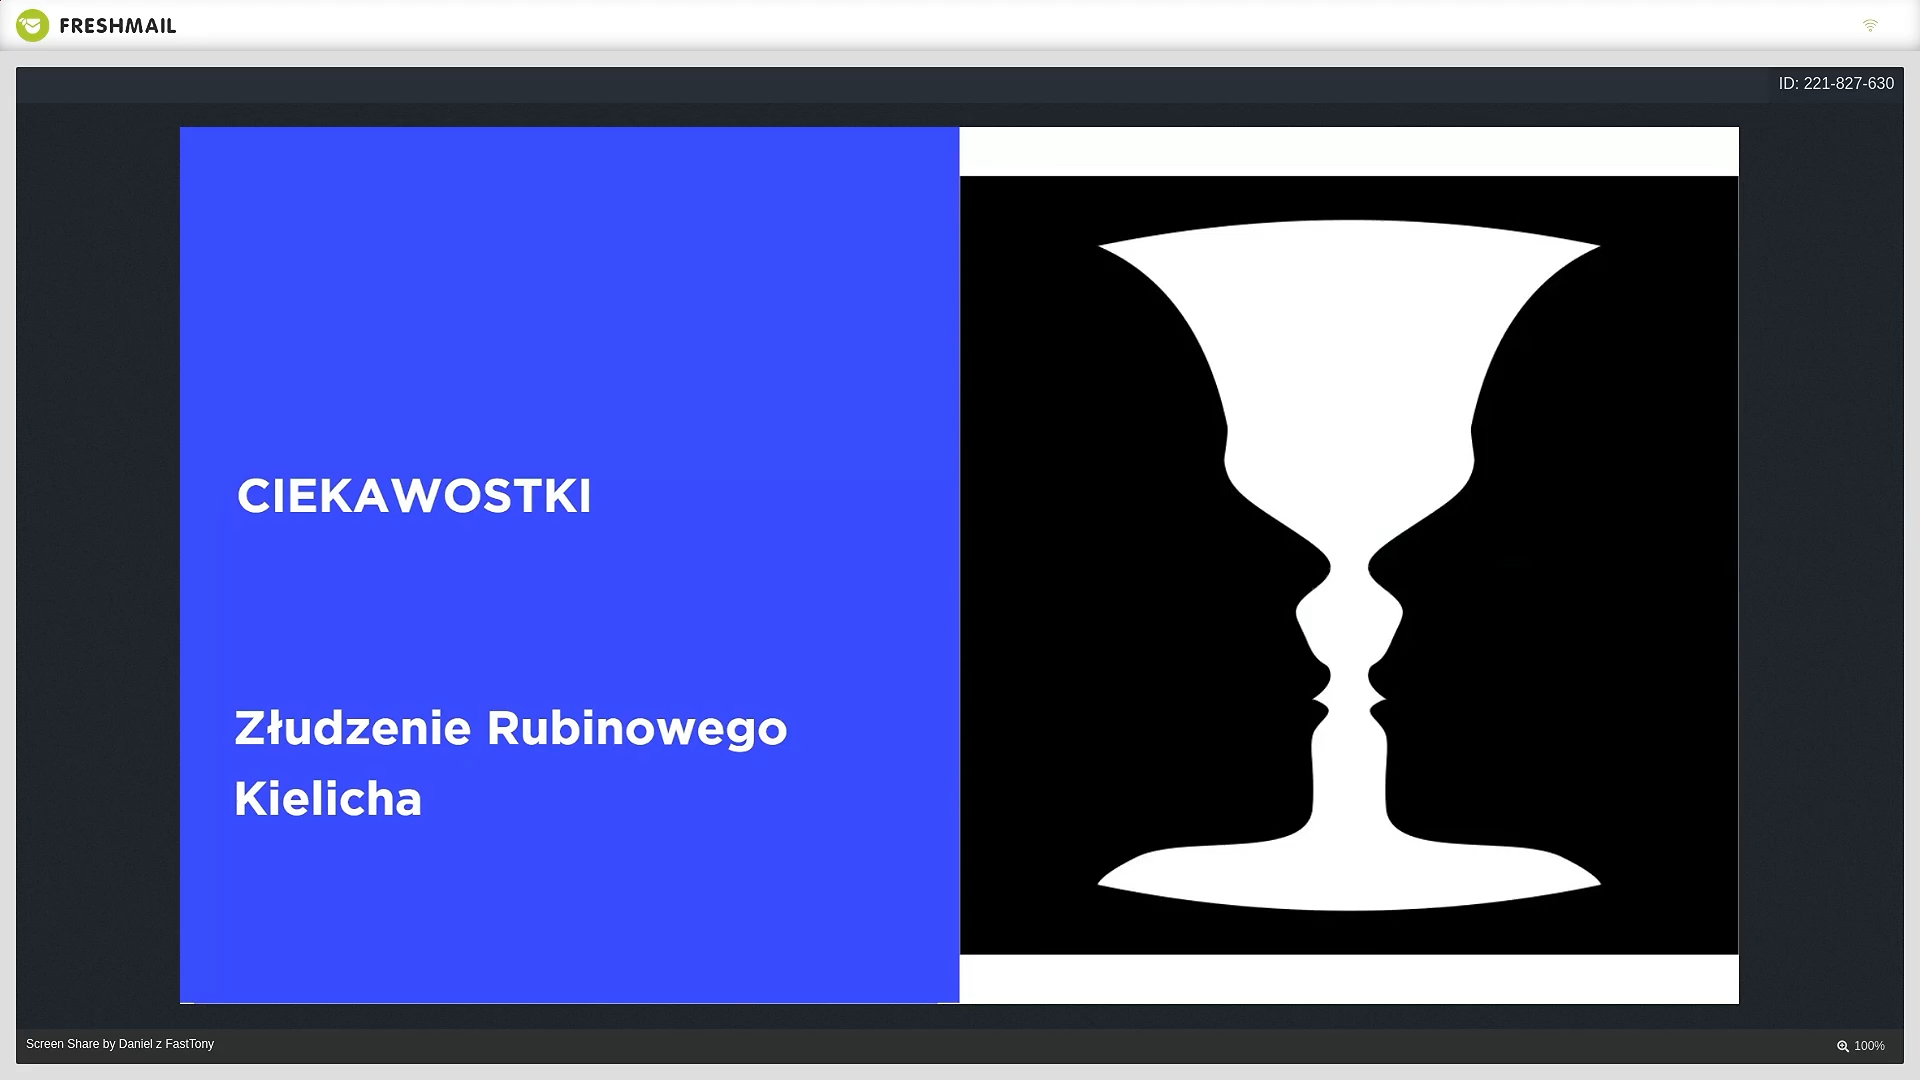 FRESHMAIL
ID: 221-827-630
CIEKAWOSTKI
Złudzenie Rubinowego
Kielicha
Screen Share by Daniel z FastTony
100%